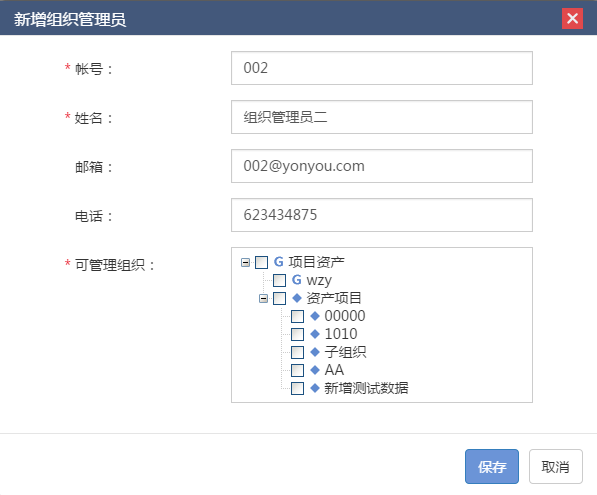 新增组织管理员
* 帐号： 002
* 姓名： 组织管理员二
邮箱： 002@yonyou.com
电话： 623434875
* 可管理组织： G 项目资产
G wzy
资产项目
00000
1010
子组织
AA
新增测试数据
保存 取消